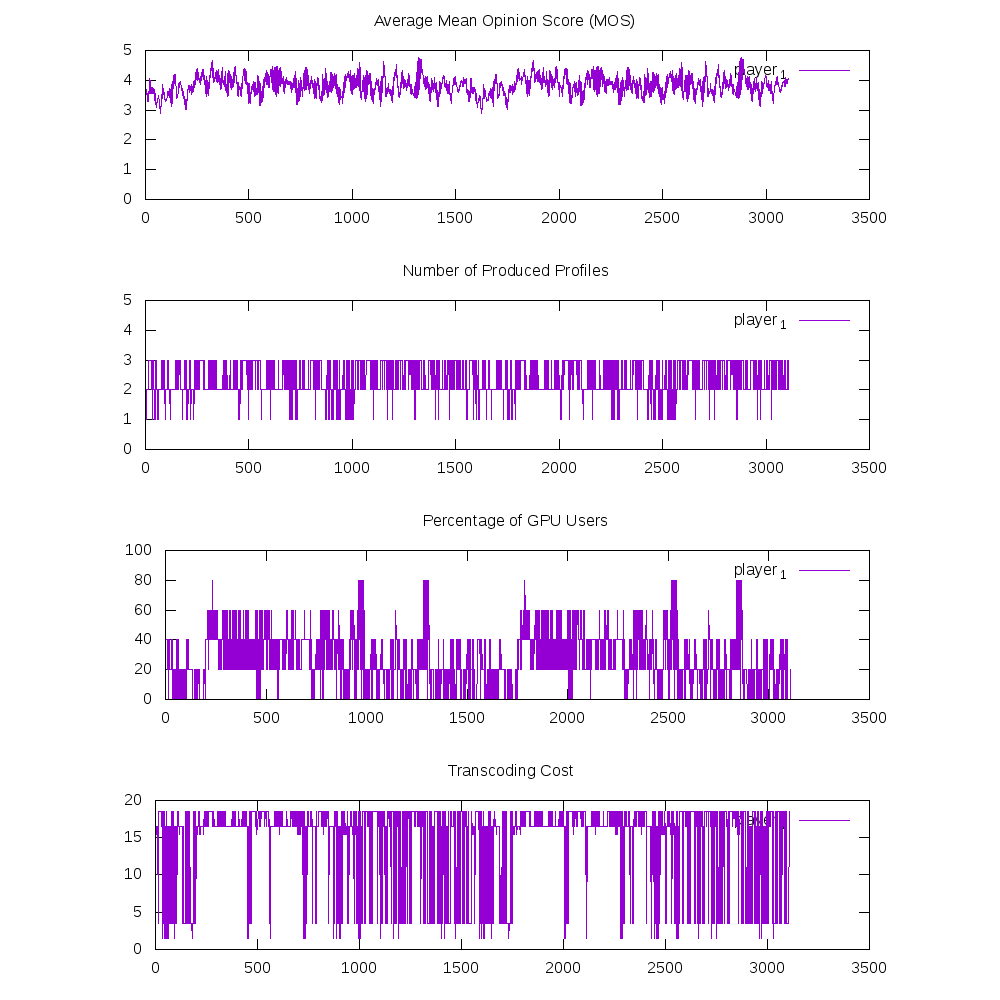 Average Mean Opinion Score (MOS)
5
player 1
4
3
2
1
0
0 500 1000 1500 2000 2500 3000 3500
Number of Produced Profiles
5
player 1
4
3
2
1
0
0 500 1000 1500 2000 2500 3000 3500
Percentage of GPU Users
100
player 1
80
60
40
20
0
0 500 1000 1500 2000 2500 3000 3500
Transcoding Cost
20
player 1
15
10
5
0
0 500 1000 1500 2000 2500 3000 3500